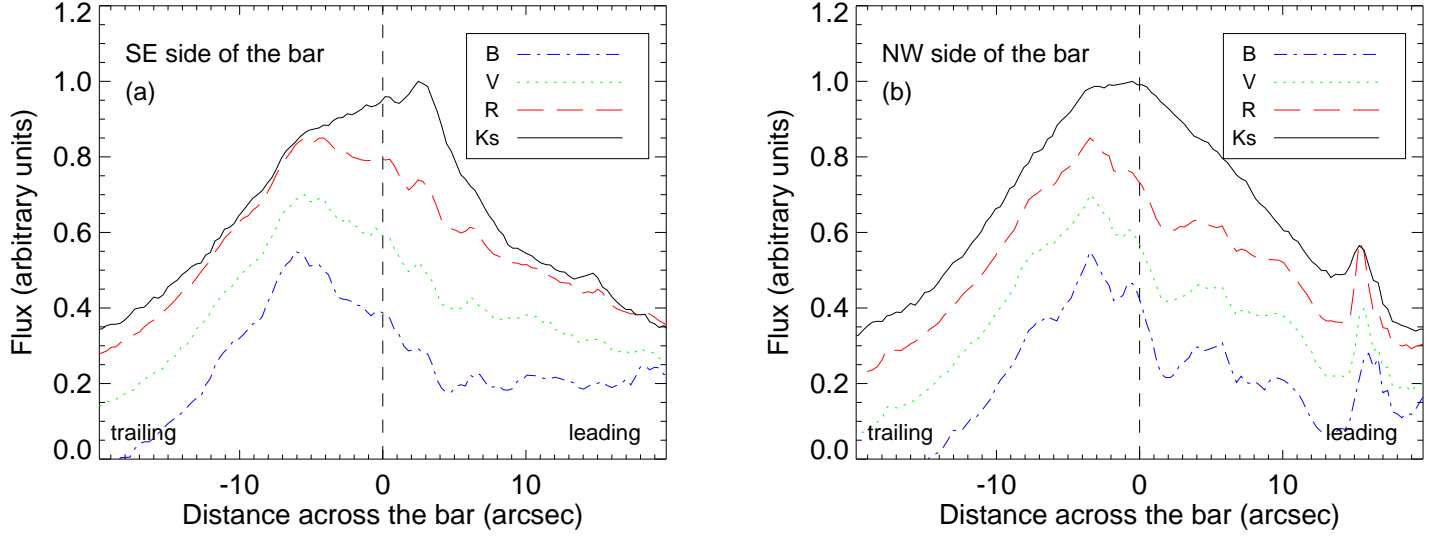 SE side of the bar
(a)
B
V
R
Ks
1.2
1.0
0.8
0.6
0.4
0.2
0.0
Flux (arbitrary units)
trailing
leading
-10
0
10
Distance across the bar (arcsec)
NW side of the bar
(b)
B
V
R
Ks
1.2
1.0
0.8
0.6
0.4
0.2
0.0
Flux (arbitrary units)
trailing
leading
-10
0
10
Distance across the bar (arcsec)